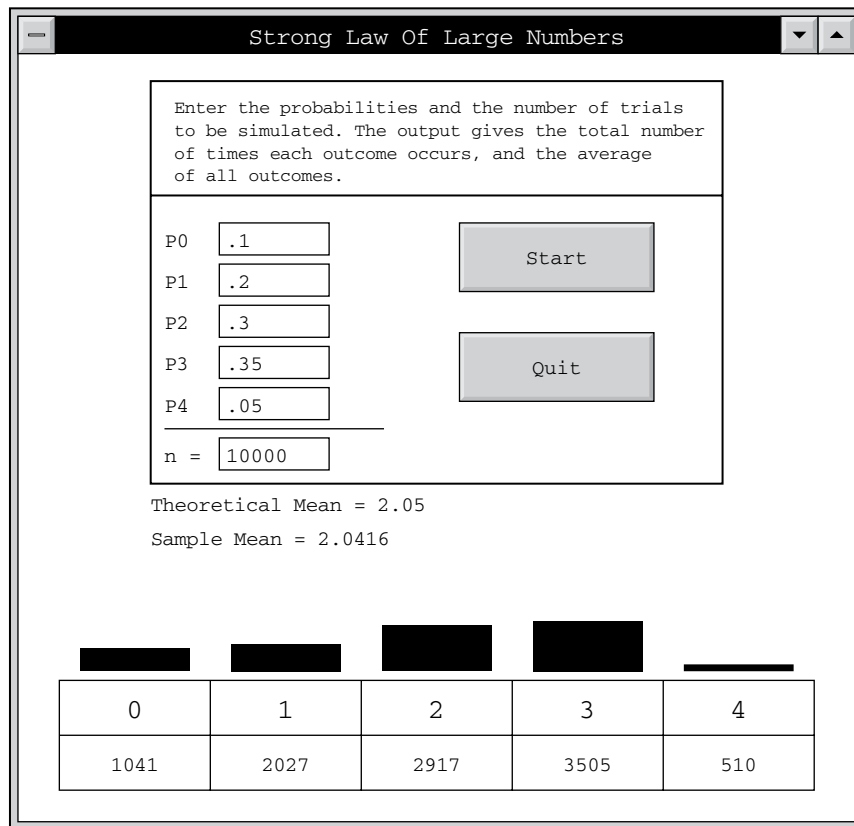 Strong Law Of Large Numbers
Enter the probabilities and the number of trials
to be simulated. The output gives the total number
of times each outcome occurs, and the average
of all outcomes.
P0 .1
P1 .2
P2 .3
P3 .35
P4 .05
n = 10000
Start
Quit
Theoretical Mean = 2.05
Sample Mean = 2.0416
0 1 2 3 4
1041 2027 2917 3505 510